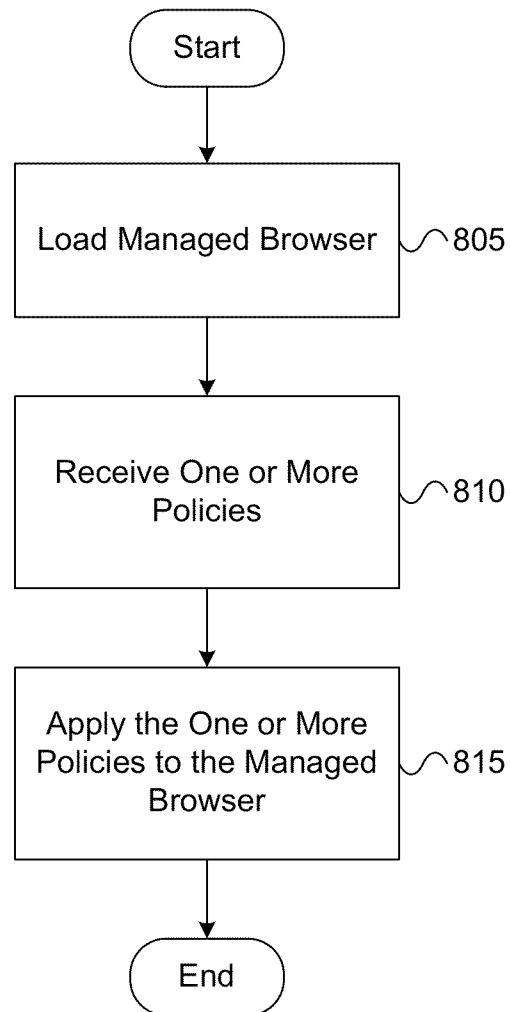 Start
Load Managed Browser
805
Receive One or More
Policies
810
Apply the One or More
Policies to the Managed
Browser
815
End